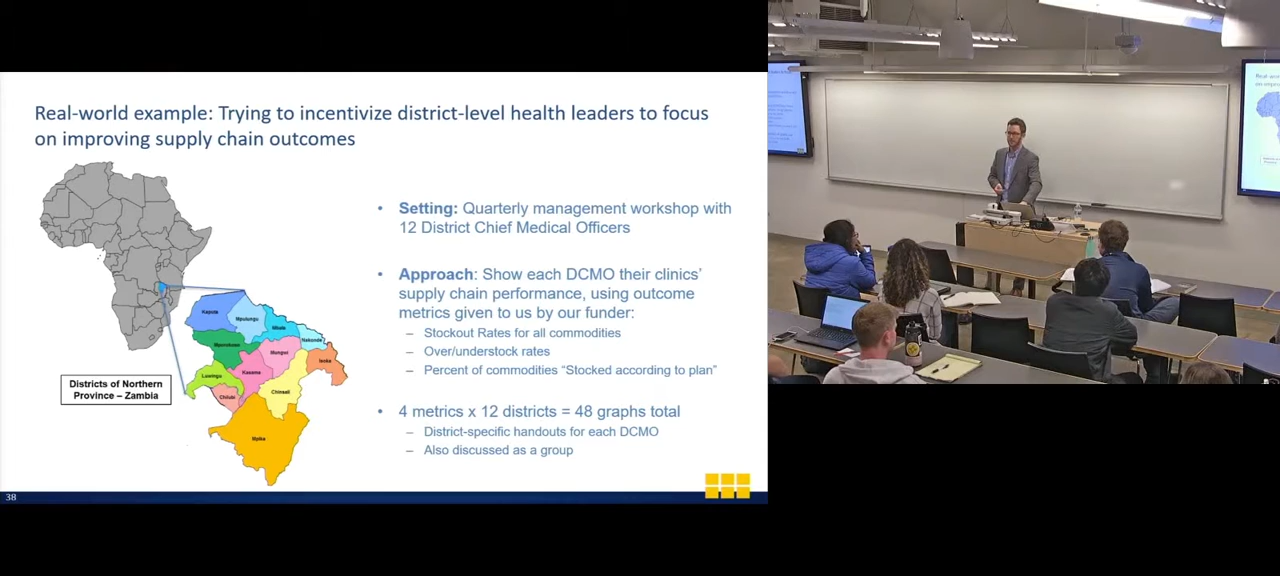 Real-world example: Trying to incentivize district-level health leaders to focus
on improving supply chain outcomes
Kaputa
Mpulungu
Mbala
Nakonde
Mporokoso
Mungwi
Isoka
Luwingu
Kasama
Chilubi
Chinsali
Mpika
Districts of Northern
Province – Zambia
• Setting: Quarterly management workshop with
12 District Chief Medical Officers
• Approach: Show each DCMO their clinics’
supply chain performance, using outcome
metrics given to us by our funder:
– Stockout Rates for all commodities
– Over/understock rates
– Percent of commodities “Stocked according to plan”
• 4 metrics x 12 districts = 48 graphs total
– District-specific handouts for each DCMO
– Also discussed as a group
38